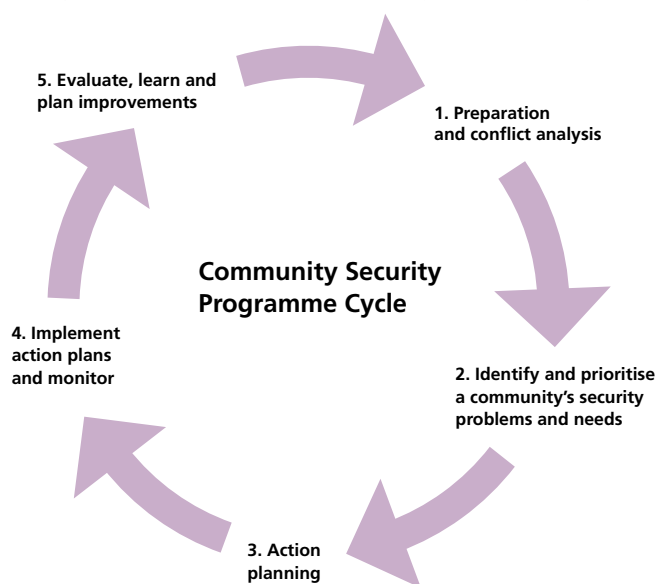 Community Security
Programme Cycle
1. Preparation
and conflict analysis
2. Identify and prioritise
a community's security
problems and needs
3. Action
planning
4. Implement
action plans
and monitor
5. Evaluate, learn and
plan improvements